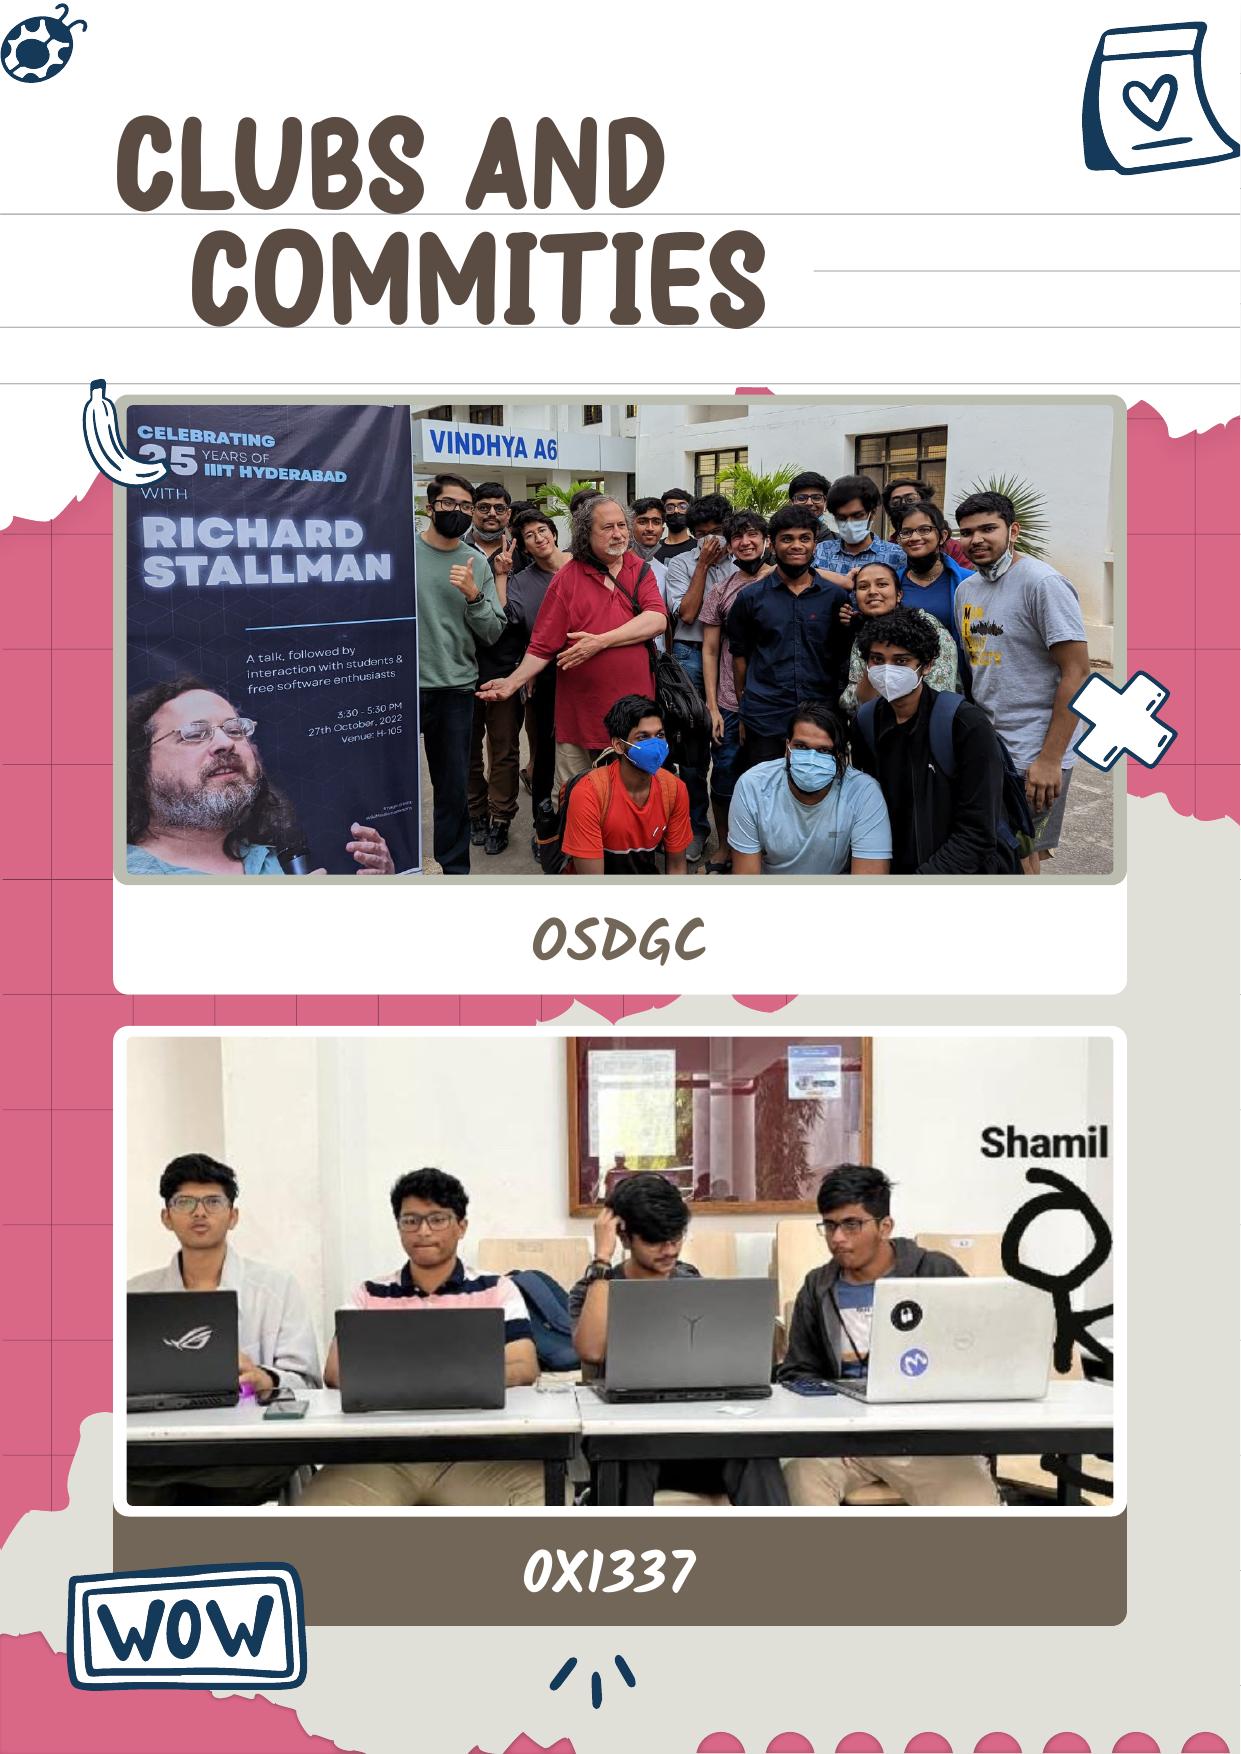 CLUBS AND
COMMITIES
CELEBRATING
25 YEARS OF
IIIT HYDERABAD
WITH
RICHARD
STALLMAN
A talk, followed by
interaction with students &
free software enthusiasts
3:30 - 5:30 PM
27th October, 2022
Venue: H-105
VINDHYA A6
OSDGC
Shamil
0X1337
WOW